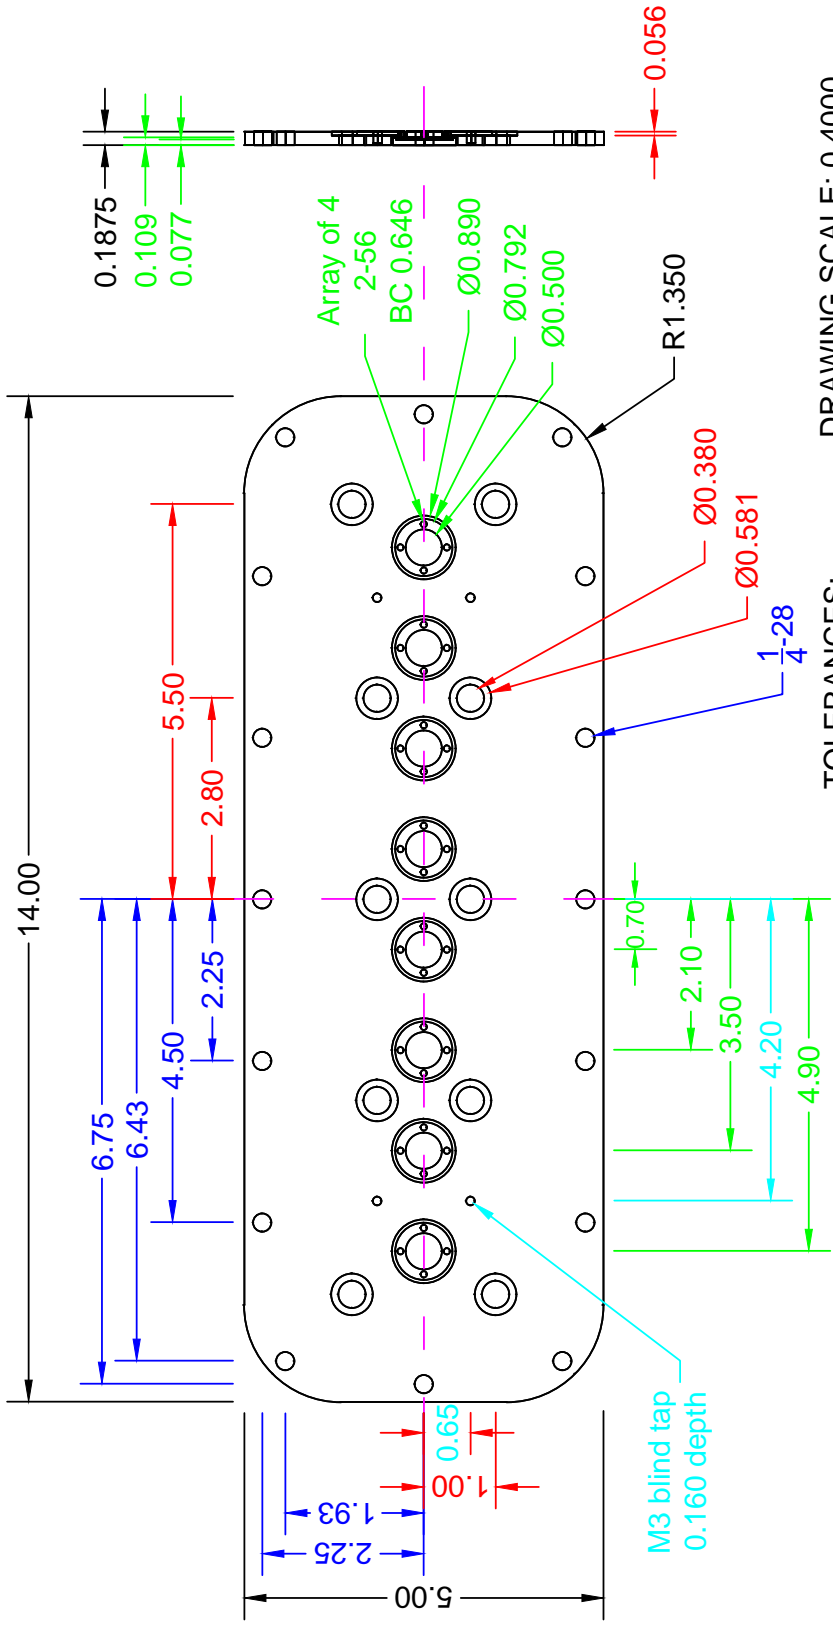 14.00
6.75
6.43
4.50
2.25
5.50
2.80
0.1875
0.109
0.077
Array of 4
2-56
BC 0.646
Ø0.890
Ø0.792
Ø0.500
5.00
2.25
1.93
1.00
0.65
R1.350
0.056
M3 blind tap
0.160 depth
0.70
2.10
3.50
4.20
4.90
Ø0.380
Ø0.581
1/4-28
TOLERANCES:
DRAWING SCALE: 0.4000